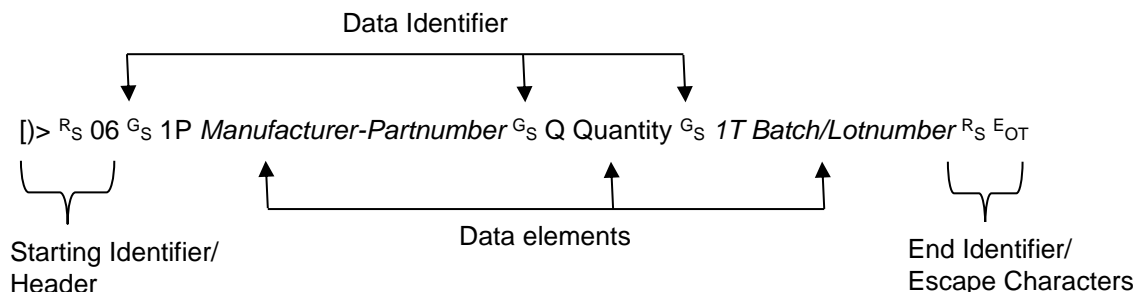 Data Identifier
[)> ᴿS 06 ᴳS 1P Manufacturer-Partnumber ᴳS Q Quantity ᴳS 1T Batch/Lotnumber ᴿS ᴱOT
Data elements
Starting Identifier/
Header
End Identifier/
Escape Characters